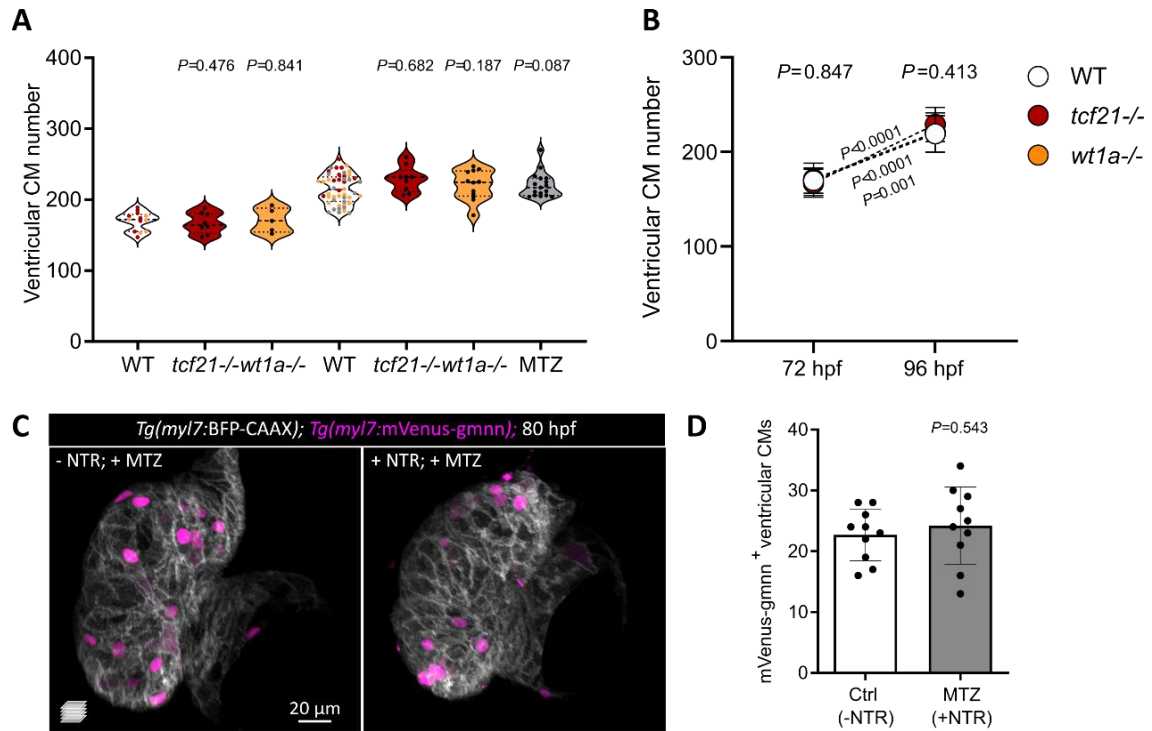 A
400
300
200
100
0
Ventricular CM number
P=0.476 P=0.841
P=0.682 P=0.187 P=0.087
WT tcf21-/- wt1a-/- WT tcf21-/- wt1a-/- MTZ
B
300
200
100
0
Ventricular CM number
P=0.847 P=0.413
P<0.0001
P<0.0001
P=0.001
72 hpf 96 hpf
WT
tcf21-/-
wt1a-/-
C
Tg(myl7:BFP-CAAX); Tg(myl7:mVenus-gmnn); 80 hpf
- NTR; + MTZ
+ NTR; + MTZ
20 µm
D
40
30
20
10
0
mVenus-gmnn+ ventricular CMs
P=0.543
Ctrl
(-NTR)
MTZ
(+NTR)